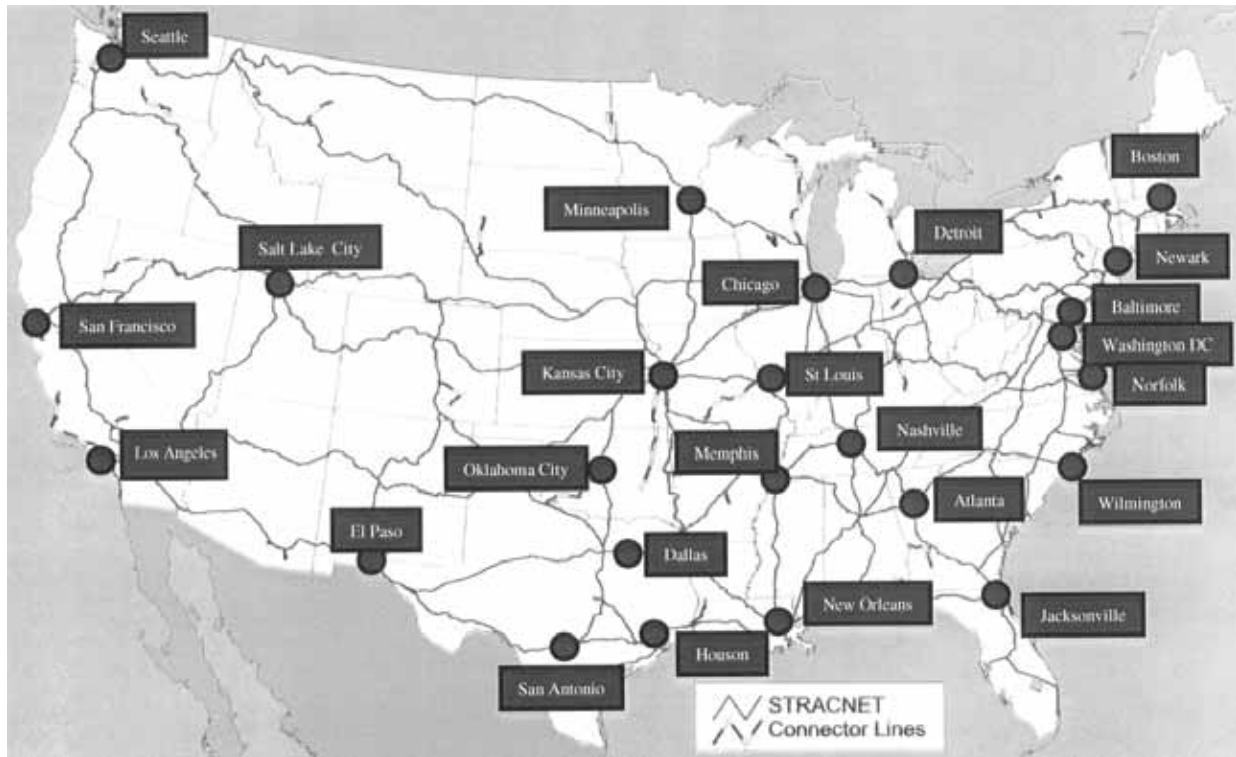 Seattle
Boston
Minneapolis
Detroit
Salt Lake City
Newark
Chicago
Baltimore
San Francisco
Washington DC
Kansas City
St Louis
Norfolk
Nashville
Los Angeles
Oklahoma City
Memphis
Atlanta
Wilmington
El Paso
Dallas
New Orleans
Jacksonville
Houson
San Antonio
STRACNET
Connector Lines